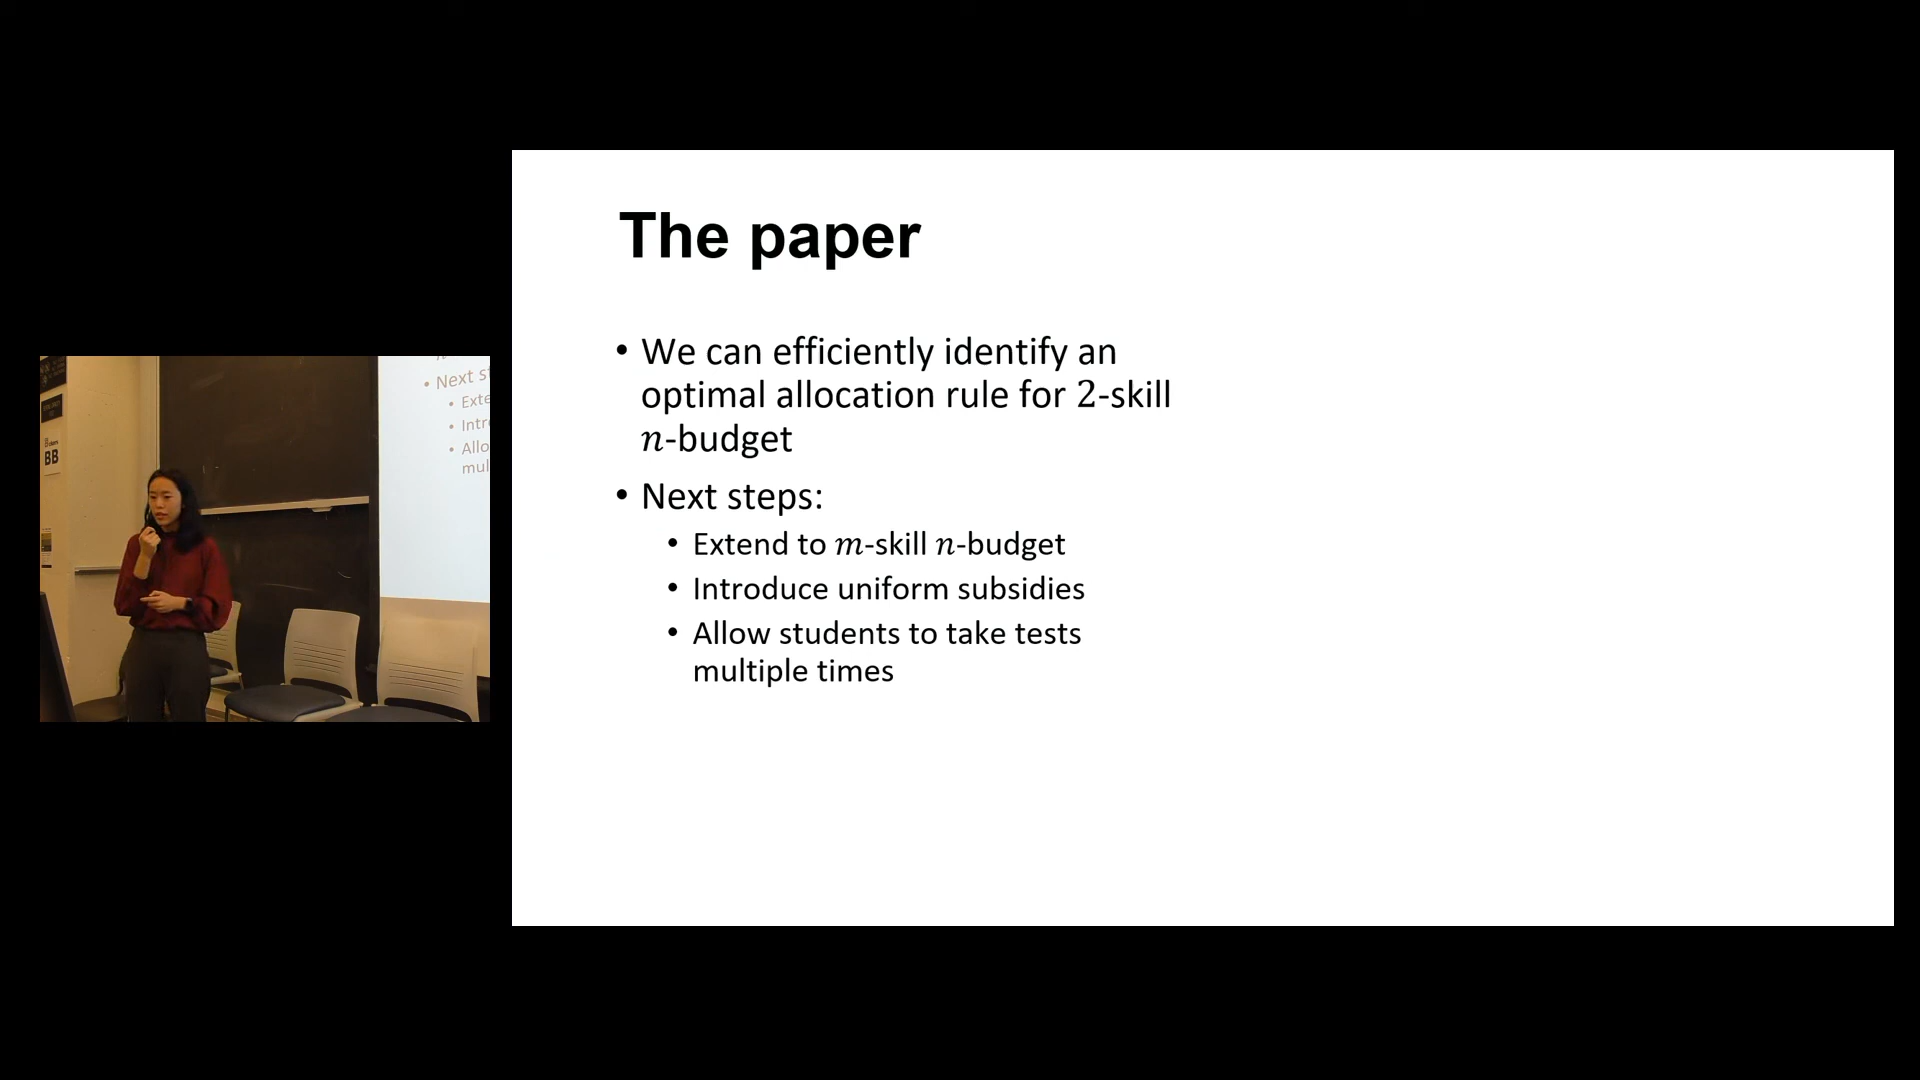 The paper
• We can efficiently identify an
optimal allocation rule for 2-skill
n-budget
• Next steps:
• Extend to m-skill n-budget
• Introduce uniform subsidies
• Allow students to take tests
multiple times
• Next s
• Exte
• Intr
• Allo
mul
BB